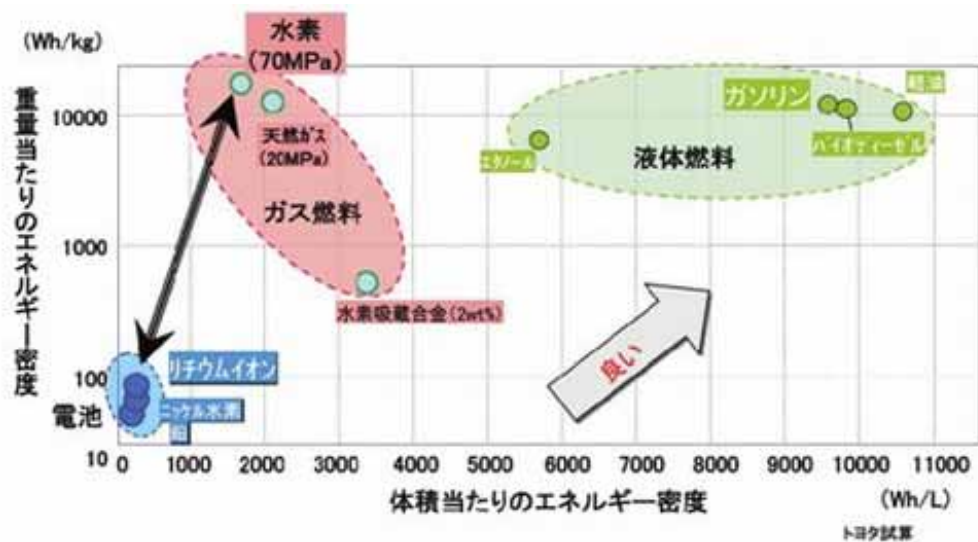 (Wh/kg)
重量当たりのエネルギー密度
10000
1000
100
電池
10
水素
(70MPa)
天然ガス
(20MPa)
ガス燃料
水素吸蔵合金(2wt%)
リチウムイオン
ニッケル水素
鉛
ガソリン
軽油
バイオディーゼル
エタノール
液体燃料
良い
0 1000 2000 3000 4000 5000 6000 7000 8000 9000 10000 11000
体積当たりのエネルギー密度 (Wh/L)
トヨタ試算